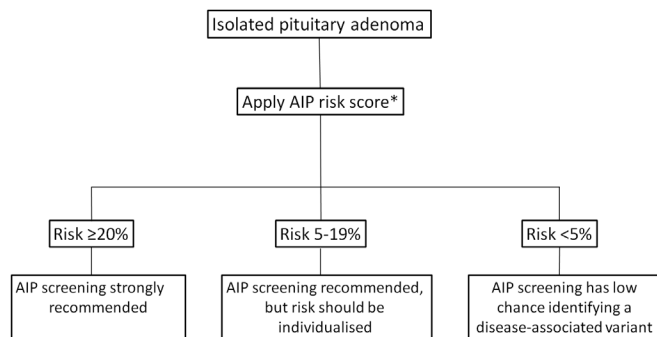 Isolated pituitary adenoma
Apply AIP risk score*
Risk ≥20%
Risk 5-19%
Risk <5%
AIP screening strongly
recommended
AIP screening recommended,
but risk should be
individualised
AIP screening has low
chance identifying a
disease-associated variant